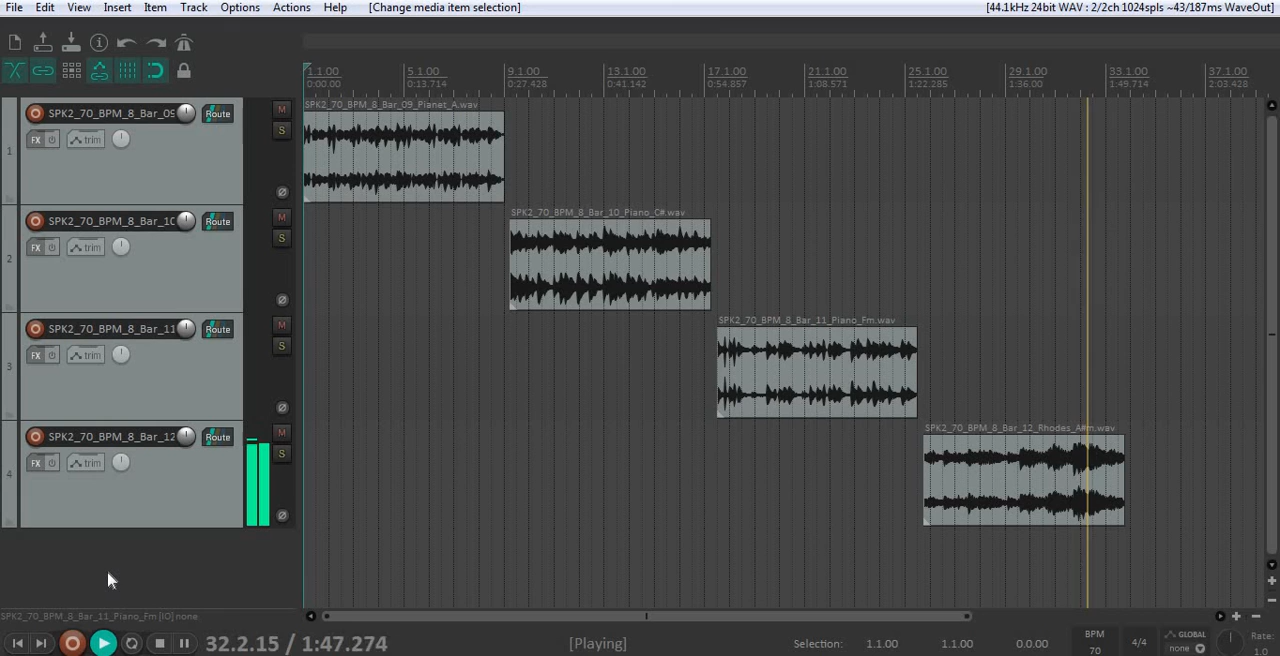 File Edit View Insert Item Track Options Actions Help [Change media item selection] [44.1kHz 24bit WAV : 2/2ch 1024spls ~43/187ms WaveOut]
1.1.00 5.1.00 9.1.00 13.1.00 17.1.00 21.1.00 25.1.00 29.1.00 33.1.00 37.1.00
0:00.00 0:13.714 0:27.428 0:41.142 0:54.857 1:08.571 1:22.285 1:36.00 1:49.714 2:03.428
SPK2_70_BPM_8_Bar_09_Planet_A.wav
1 SPK2_70_BPM_8_Bar_09 Route M
FX trim S
SPK2_70_BPM_8_Bar_10_Piano_C#.wav
2 SPK2_70_BPM_8_Bar_10 Route M
FX trim S
SPK2_70_BPM_8_Bar_11_Piano_Fm.wav
3 SPK2_70_BPM_8_Bar_11 Route M
FX trim S
SPK2_70_BPM_8_Bar_12_Rhodes_A#m.wav
4 SPK2_70_BPM_8_Bar_12 Route M
FX trim S
SPK2_70_BPM_8_Bar_11_Piano_Fm [IO] none
32.2.15 / 1:47.274 [Playing] Selection: 1.1.00 1.1.00 0.0.00 BPM 70 4/4 GLOBAL none Rate: 1.0